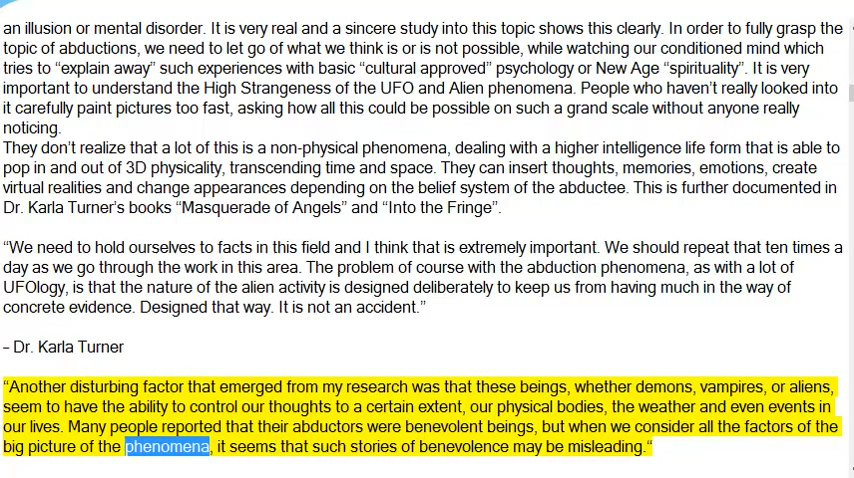 an illusion or mental disorder. It is very real and a sincere study into this topic shows this clearly. In order to fully grasp the
topic of abductions, we need to let go of what we think is or is not possible, while watching our conditioned mind which
tries to “explain away” such experiences with basic “cultural approved” psychology or New Age “spirituality”. It is very
important to understand the High Strangeness of the UFO and Alien phenomena. People who haven’t really looked into
it carefully paint pictures too fast, asking how all this could be possible on such a grand scale without anyone really
noticing.
They don’t realize that a lot of this is a non-physical phenomena, dealing with a higher intelligence life form that is able to
pop in and out of 3D physicality, transcending time and space. They can insert thoughts, memories, emotions, create
virtual realities and change appearances depending on the belief system of the abductee. This is further documented in
Dr. Karla Turner’s books “Masquerade of Angels” and “Into the Fringe”.
“We need to hold ourselves to facts in this field and I think that is extremely important. We should repeat that ten times a
day as we go through the work in this area. The problem of course with the abduction phenomena, as with a lot of
UFOlogy, is that the nature of the alien activity is designed deliberately to keep us from having much in the way of
concrete evidence. Designed that way. It is not an accident.”
– Dr. Karla Turner
“Another disturbing factor that emerged from my research was that these beings, whether demons, vampires, or aliens,
seem to have the ability to control our thoughts to a certain extent, our physical bodies, the weather and even events in
our lives. Many people reported that their abductors were benevolent beings, but when we consider all the factors of the
big picture of the phenomena, it seems that such stories of benevolence may be misleading.“